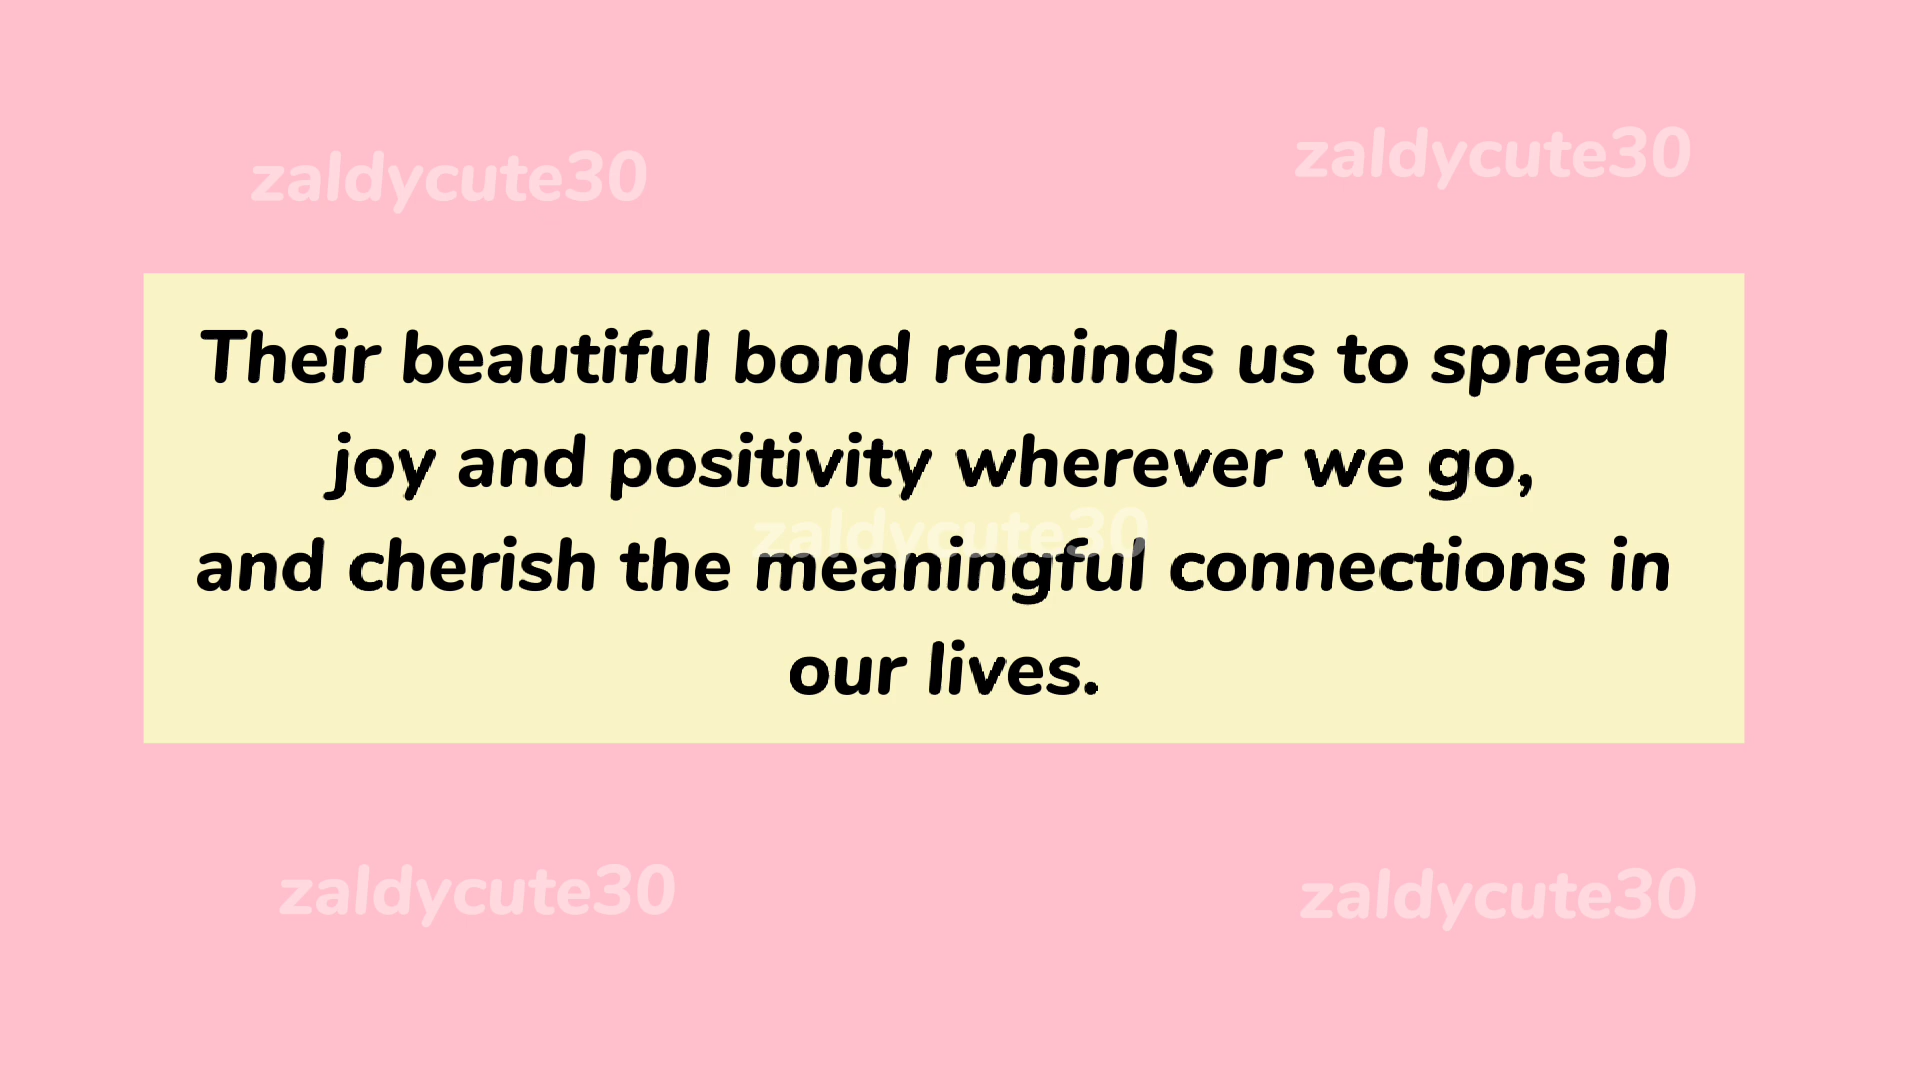 zaldycute30
zaldycute30
Their beautiful bond reminds us to spread
joy and positivity wherever we go,
zaldycute30
and cherish the meaningful connections in
our lives.
zaldycute30
zaldycute30